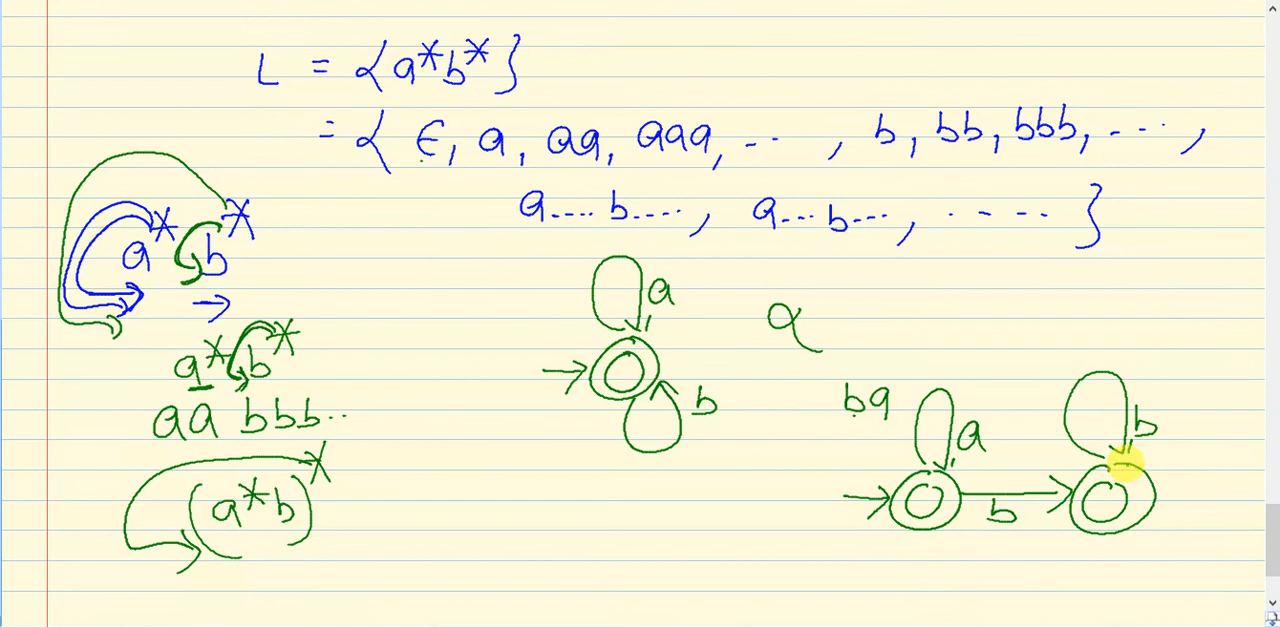 L = {a*b*}
= {ϵ, a, aa, aaa, ..., b, bb, bbb, ...,
a....b...., a...b..., .....}
a* b*
a* b*
aa bbb..
(a*b)*
a
b
a
ba
a
b
b